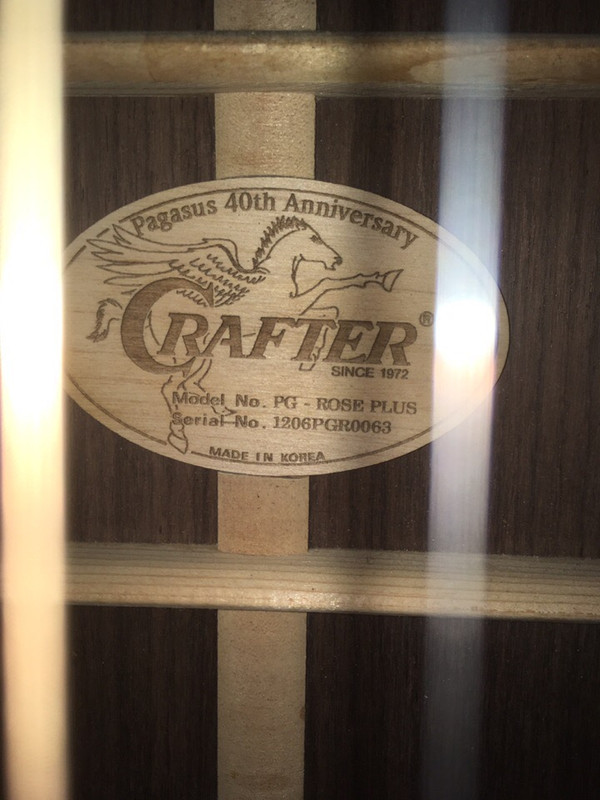 Pagasus 40th Anniversary
CRAFTER®
SINCE 1972
Model No. PG - ROSE PLUS
Serial No. 1206PGR0063
MADE IN KOREA